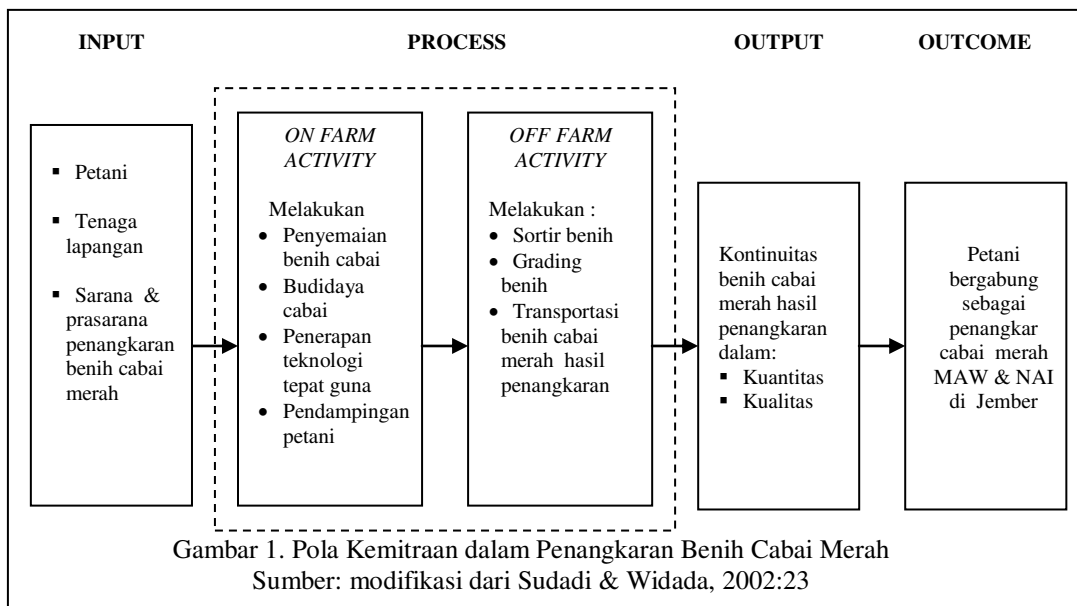 INPUT
PROCESS
OUTPUT
OUTCOME
▪ Petani
▪ Tenaga
lapangan
▪ Sarana & 
prasarana
penangkaran
benih cabai
merah
ON FARM
ACTIVITY
Melakukan
• Penyemaian
benih cabai
• Budidaya
cabai
• Penerapan
teknologi
tepat guna
• Pendampingan
petani
OFF FARM
ACTIVITY
Melakukan :
• Sortir benih
• Grading
benih
• Transportasi
benih cabai
merah hasil
penangkaran
Kontinuitas
benih cabai
merah hasil
penangkaran
dalam:
▪ Kuantitas
▪ Kualitas
Petani
bergabung
sebagai
penangkar
cabai merah
MAW & NAI
di Jember
Gambar 1. Pola Kemitraan dalam Penangkaran Benih Cabai Merah
Sumber: modifikasi dari Sudadi & Widada, 2002:23